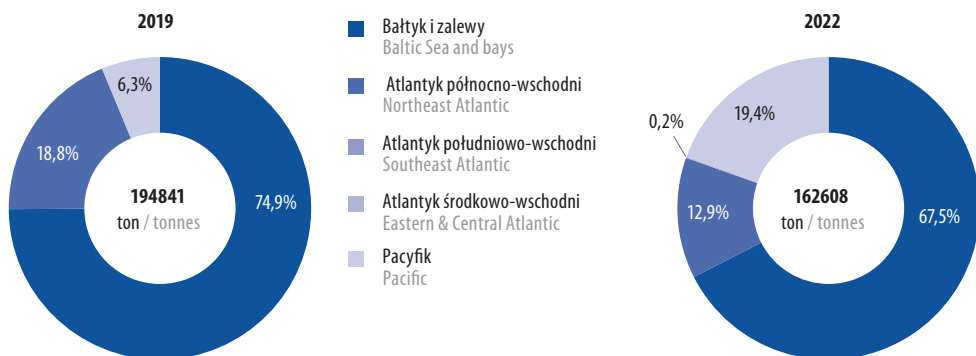 2019
6,3%
18,8%
74,9%
194841
ton / tonnes
Bałtyk i zalewy
Baltic Sea and bays
Atlantyk północno-wschodni
Northeast Atlantic
Atlantyk południowo-wschodni
Southeast Atlantic
Atlantyk środkowo-wschodni
Eastern & Central Atlantic
Pacyfik
Pacific
2022
0,2%
19,4%
12,9%
67,5%
162608
ton / tonnes